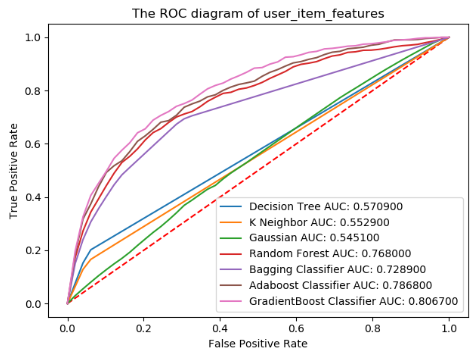 The ROC diagram of user_item_features
True Positive Rate
1.0
0.8
0.6
0.4
0.2
0.0
Decision Tree AUC: 0.570900
K Neighbor AUC: 0.552900
Gaussian AUC: 0.545100
Random Forest AUC: 0.768000
Bagging Classifier AUC: 0.728900
Adaboost Classifier AUC: 0.786800
GradientBoost Classifier AUC: 0.806700
0.0 0.2 0.4 0.6 0.8 1.0
False Positive Rate